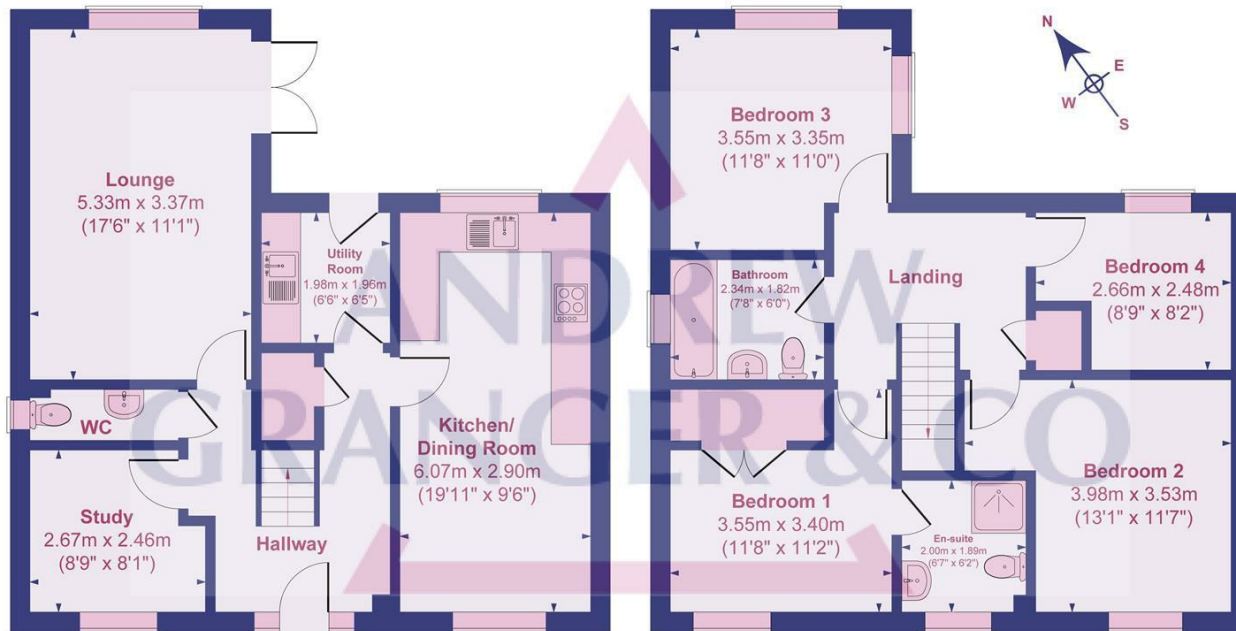 Lounge
5.33m x 3.37m
(17'6" x 11'1")
Utility
Room
1.98m x 1.96m
(6'6" x 6'5")
WC
Kitchen/
Dining Room
6.07m x 2.90m
(19'11" x 9'6")
Study
2.67m x 2.46m
(8'9" x 8'1")
Hallway
Bedroom 3
3.55m x 3.35m
(11'8" x 11'0")
N
E
W
S
Bathroom
2.34m x 1.82m
(7'8" x 6'0")
Landing
Bedroom 4
2.66m x 2.48m
(8'9" x 8'2")
Bedroom 1
3.55m x 3.40m
(11'8" x 11'2")
En-suite
2.00m x 1.89m
(6'7" x 6'2")
Bedroom 2
3.98m x 3.53m
(13'1" x 11'7")
ANDREW
GRANGER & CO